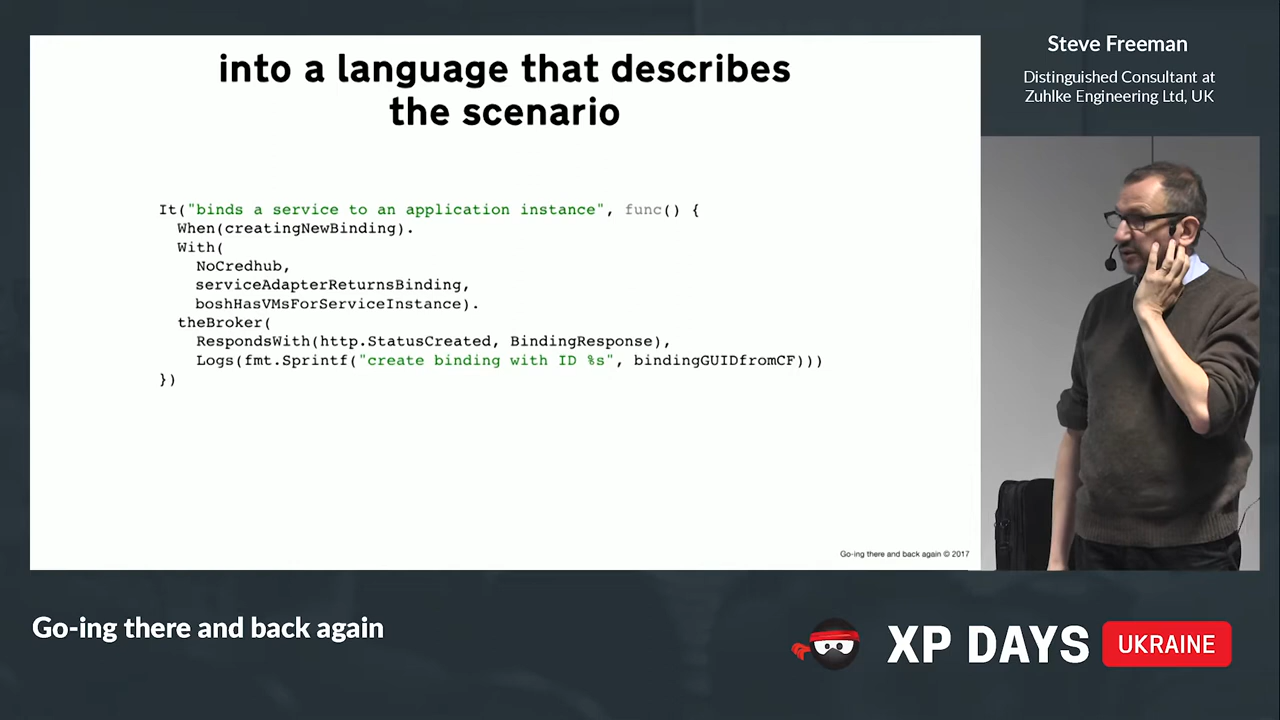 into a language that describes
the scenario
It("binds a service to an application instance", func() {
When(creatingNewBinding).
With(
NoCredhub,
serviceAdapterReturnsBinding,
boshHasVMsForServiceInstance).
theBroker(
RespondsWith(http.StatusCreated, BindingResponse),
Logs(fmt.Sprintf("create binding with ID %s", bindingGUIDfromCF)))
})
Go-ing there and back again © 2017
Steve Freeman
Distinguished Consultant at
Zuhlke Engineering Ltd, UK
Go-ing there and back again
XP DAYS UKRAINE